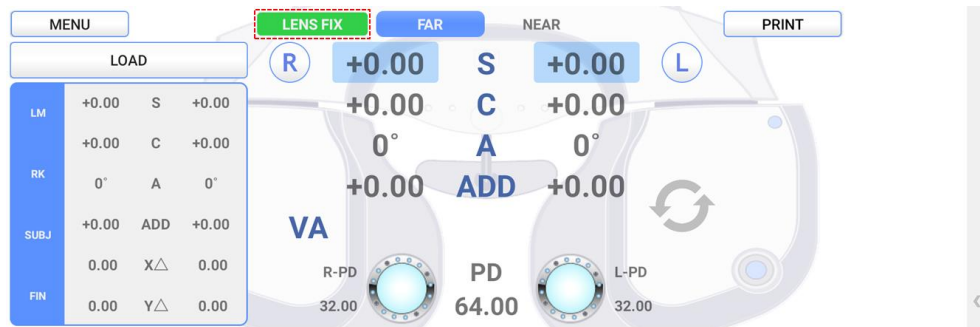 MENU LENS FIX FAR NEAR PRINT
LOAD
R +0.00 S +0.00 L
+0.00 C +0.00
0° A 0°
+0.00 ADD +0.00
VA
R-PD PD L-PD
32.00 64.00 32.00
LM
RK
SUBJ
FIN
+0.00 S +0.00
+0.00 C +0.00
0° A 0°
+0.00 ADD +0.00
0.00 X△ 0.00
0.00 Y△ 0.00